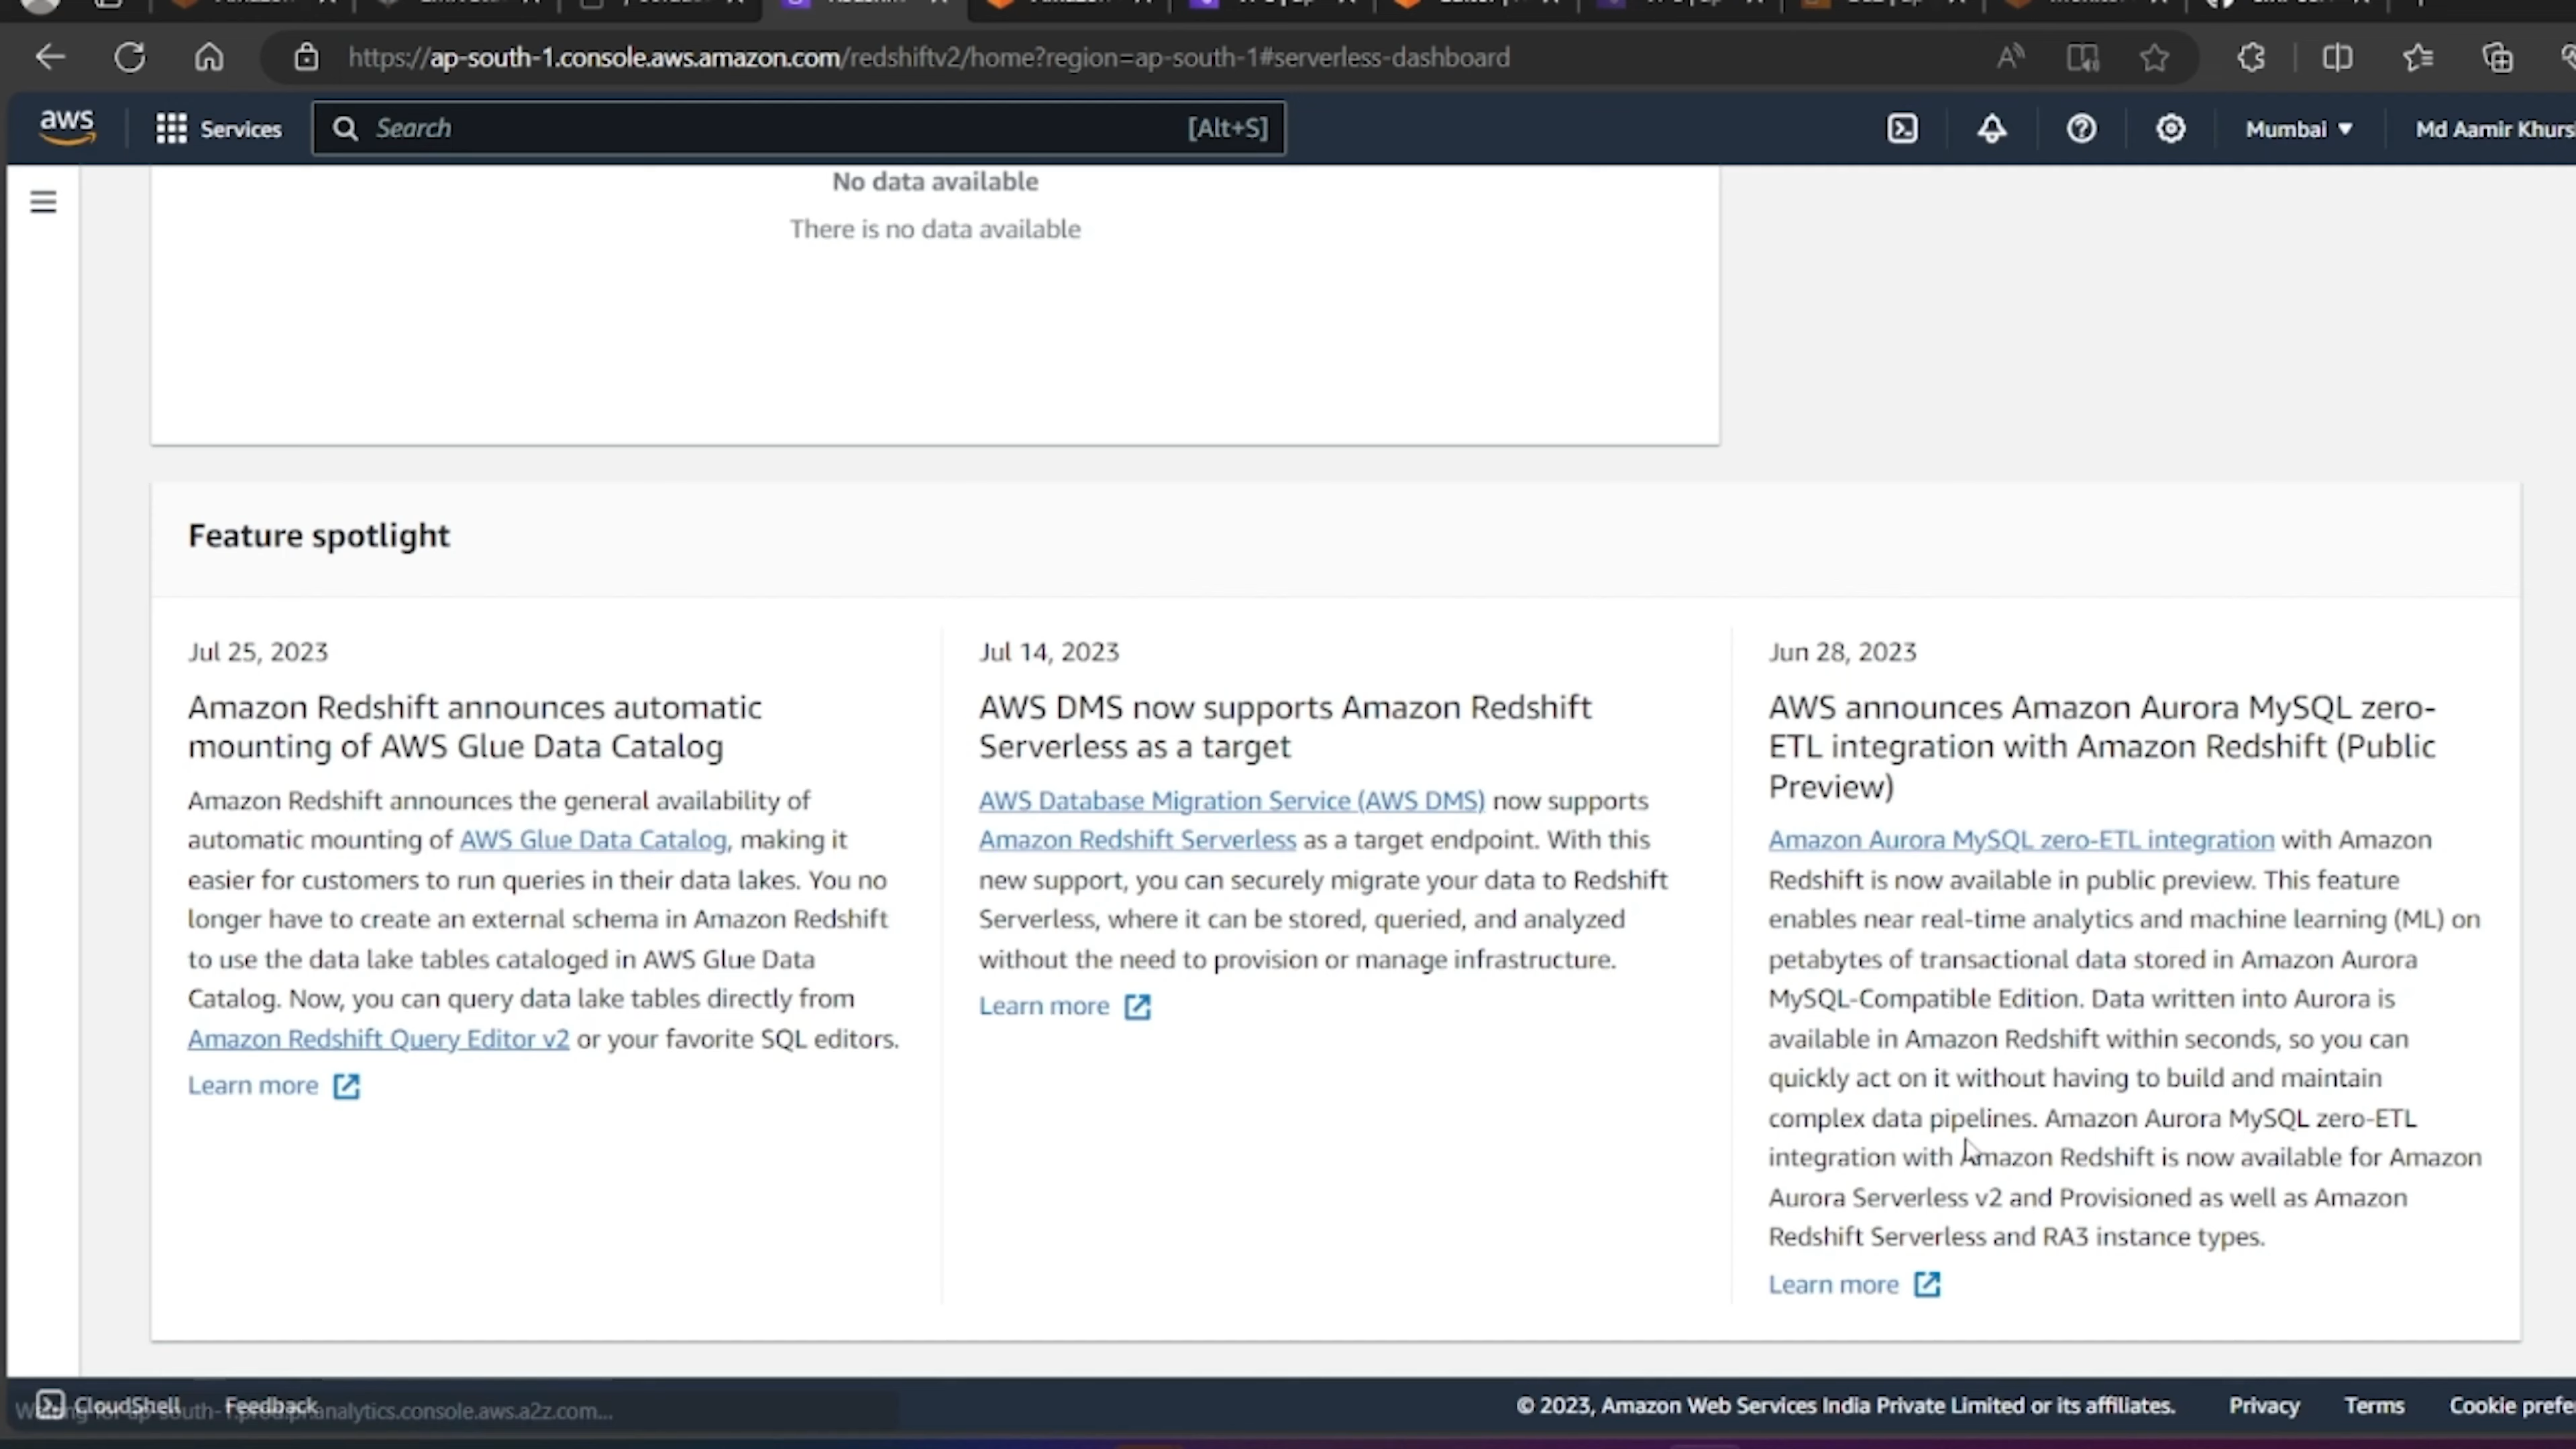 https://ap-south-1.console.aws.amazon.com/redshiftv2/home?region=ap-south-1#serverless-dashboard
aws Services Search [Alt+S] Mumbai Md Aamir
No data available
There is no data available
Feature spotlight
Jul 25, 2023
Amazon Redshift announces automatic
mounting of AWS Glue Data Catalog
Amazon Redshift announces the general availability of
automatic mounting of AWS Glue Data Catalog, making it
easier for customers to run queries in their data lakes. You no
longer have to create an external schema in Amazon Redshift
to use the data lake tables cataloged in AWS Glue Data
Catalog. Now, you can query data lake tables directly from
Amazon Redshift Query Editor v2 or your favorite SQL editors.
Learn more
Jul 14, 2023
AWS DMS now supports Amazon Redshift
Serverless as a target
AWS Database Migration Service (AWS DMS) now supports
Amazon Redshift Serverless as a target endpoint. With this
new support, you can securely migrate your data to Redshift
Serverless, where it can be stored, queried, and analyzed
without the need to provision or manage infrastructure.
Learn more
Jun 28, 2023
AWS announces Amazon Aurora MySQL zero-
ETL integration with Amazon Redshift (Public
Preview)
Amazon Aurora MySQL zero-ETL integration with Amazon
Redshift is now available in public preview. This feature
enables near real-time analytics and machine learning (ML) on
petabytes of transactional data stored in Amazon Aurora
MySQL-Compatible Edition. Data written into Aurora is
available in Amazon Redshift within seconds, so you can
quickly act on it without having to build and maintain
complex data pipelines. Amazon Aurora MySQL zero-ETL
integration with Amazon Redshift is now available for Amazon
Aurora Serverless v2 and Provisioned as well as Amazon
Redshift Serverless and RA3 instance types.
Learn more
CloudShell Feedback © 2023, Amazon Web Services India Private Limited or its affiliates. Privacy Terms Cookie